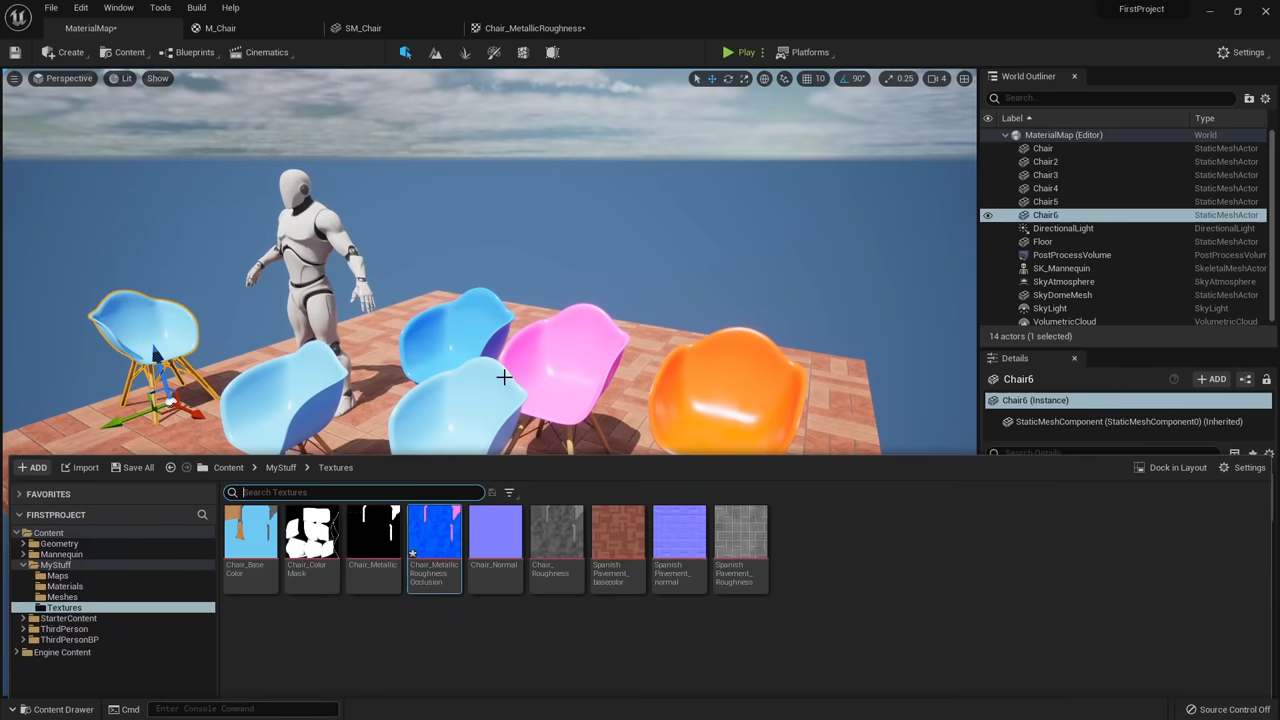 File Edit Window Tools Build Help
FirstProject
MaterialMap* M_Chair SM_Chair Chair_MetallicRoughness*
Create Content Blueprints Cinematics Play Platforms Settings
Perspective Lit Show 10 90° 0.25 4
World Outliner
Search...
Label Type
MaterialMap (Editor) World
Chair StaticMeshActor
Chair2 StaticMeshActor
Chair3 StaticMeshActor
Chair4 StaticMeshActor
Chair5 StaticMeshActor
Chair6 StaticMeshActor
DirectionalLight DirectionalLight
Floor StaticMeshActor
PostProcessVolume PostProcessVolum
SK_Mannequin SkeletalMeshActor
SkyAtmosphere SkyAtmosphere
SkyDomeMesh StaticMeshActor
SkyLight SkyLight
VolumetricCloud VolumetricCloud
14 actors (1 selected)
Details
Chair6 + ADD
Chair6 (Instance)
StaticMeshComponent (StaticMeshComponent0) (Inherited)
Search Details
+ ADD Import Save All Content MyStuff Textures Dock in Layout Settings
FAVORITES
FIRSTPROJECT
Content
Geometry
Mannequin
MyStuff
Maps
Materials
Meshes
Textures
StarterContent
ThirdPerson
ThirdPersonBP
Engine Content
Search Textures
Chair_Base
Color
Chair_Color
Mask
Chair_Metallic
Chair_Metallic
Roughness
Occlusion
Chair_Normal
Chair_
Roughness
Spanish
Pavement_
basecolor
Spanish
Pavement_
normal
Spanish
Pavement_
Roughness
Content Drawer Cmd Enter Console Command Source Control Off